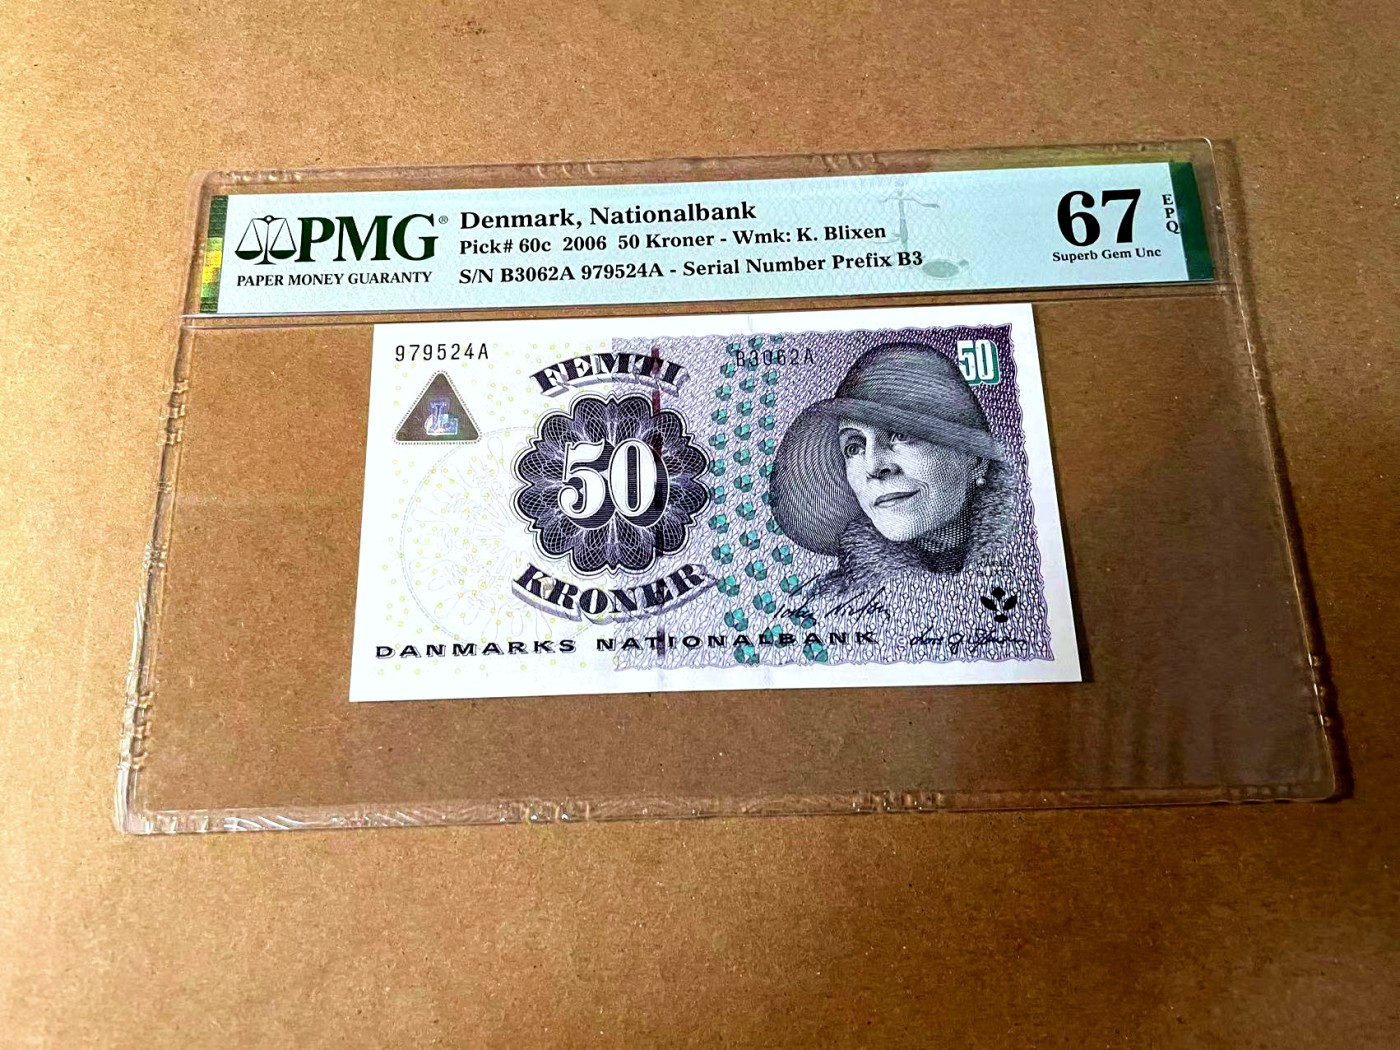 PMG®
PAPER MONEY GUARANTY
Denmark, Nationalbank
Pick# 60c 2006 50 Kroner - Wmk: K. Blixen
S/N B3062A 979524A - Serial Number Prefix B3
67
EPQ
Superb Gem Unc
979524A
B3062A
50
FEMTI
50
KRONER
DANMARKS NATIONALBANK